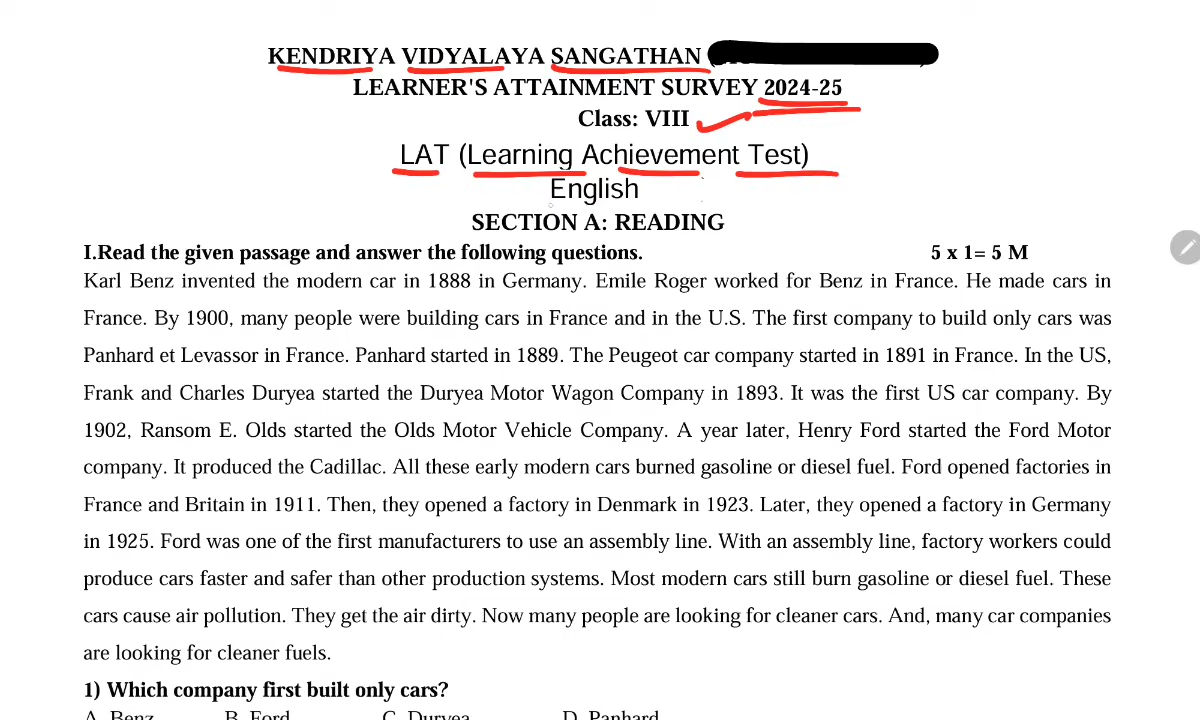 KENDRIYA VIDYALAYA SANGATHAN
LEARNER'S ATTAINMENT SURVEY 2024-25
Class: VIII
LAT (Learning Achievement Test)
English
SECTION A: READING
I.Read the given passage and answer the following questions. 5 x 1= 5 M
Karl Benz invented the modern car in 1888 in Germany. Emile Roger worked for Benz in France. He made cars in
France. By 1900, many people were building cars in France and in the U.S. The first company to build only cars was
Panhard et Levassor in France. Panhard started in 1889. The Peugeot car company started in 1891 in France. In the US,
Frank and Charles Duryea started the Duryea Motor Wagon Company in 1893. It was the first US car company. By
1902, Ransom E. Olds started the Olds Motor Vehicle Company. A year later, Henry Ford started the Ford Motor
company. It produced the Cadillac. All these early modern cars burned gasoline or diesel fuel. Ford opened factories in
France and Britain in 1911. Then, they opened a factory in Denmark in 1923. Later, they opened a factory in Germany
in 1925. Ford was one of the first manufacturers to use an assembly line. With an assembly line, factory workers could
produce cars faster and safer than other production systems. Most modern cars still burn gasoline or diesel fuel. These
cars cause air pollution. They get the air dirty. Now many people are looking for cleaner cars. And, many car companies
are looking for cleaner fuels.
1) Which company first built only cars?
A. Benz B. Ford C. Duryea D. Panhard